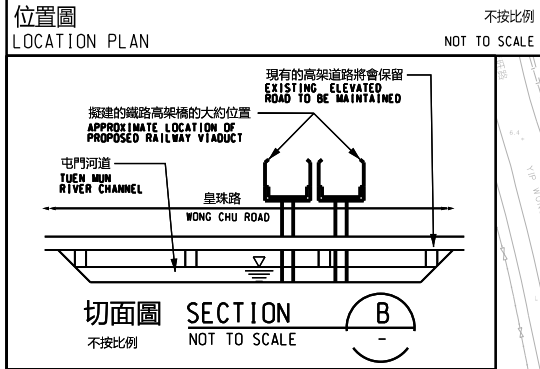 位置圖
不按比例
LOCATION PLAN
NOT TO SCALE
現有的高架道路將會保留
EXISTING ELEVATED
ROAD TO BE MAINTAINED
擬建的鐵路高架橋的大約位置
APPROXIMATE LOCATION OF
PROPOSED RAILWAY VIADUCT
屯門河道
TUEN MUN
RIVER CHANNEL
皇珠路
WONG CHU ROAD
切面圖 SECTION
B
不按比例
NOT TO SCALE
-
YIP WO